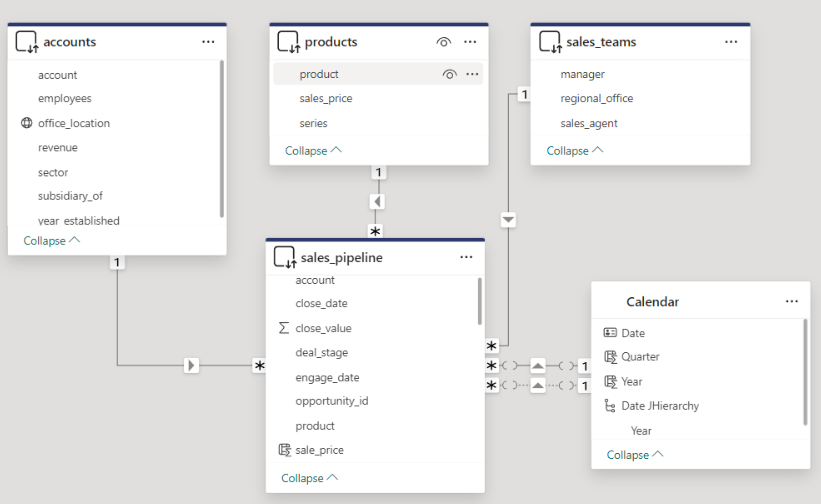 accounts
account
employees
office_location
revenue
sector
subsidiary_of
year_established
Collapse
products
product
sales_price
series
Collapse
sales_teams
manager
regional_office
sales_agent
Collapse
1
1
1
*
sales_pipeline
account
close_date
close_value
deal_stage
engage_date
opportunity_id
product
sale_price
Collapse
*
*
*
*
1
1
Calendar
Date
Quarter
Year
Date JHierarchy
Year
Collapse